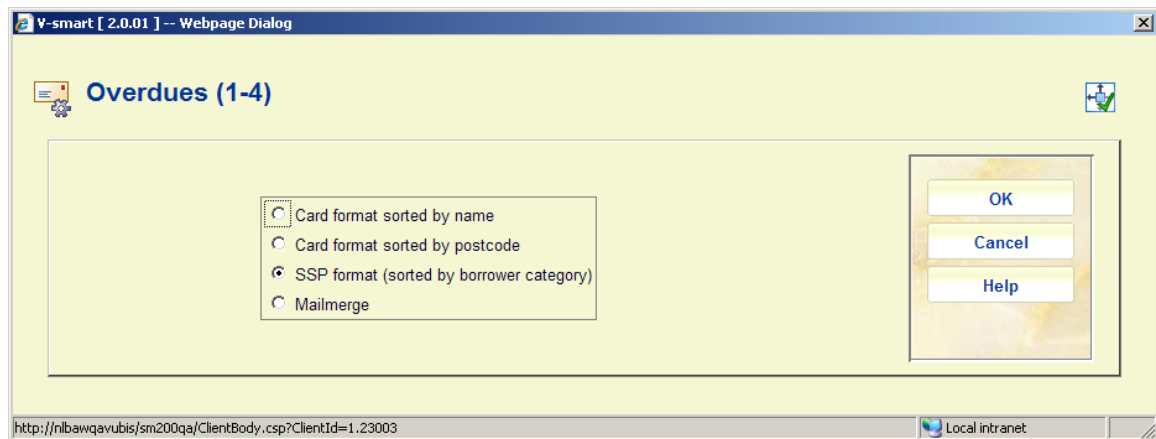 V-smart [ 2.0.01 ] -- Webpage Dialog
Overdues (1-4)
Card format sorted by name
Card format sorted by postcode
SSP format (sorted by borrower category)
Mailmerge
OK
Cancel
Help
http://nlbawqavubis/sm200qa/ClientBody.csp?ClientId=1.23003
Local intranet